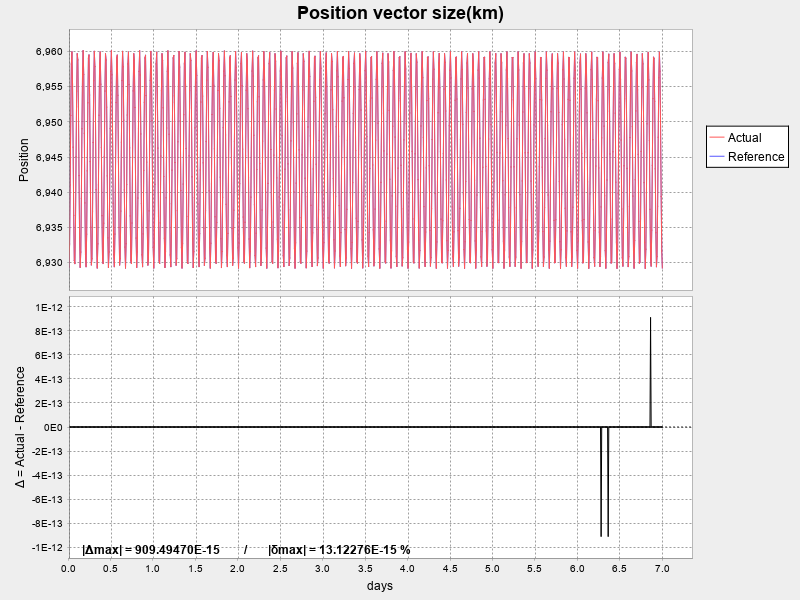 Position vector size(km)
6,960
6,955
6,950
6,945
6,940
6,935
6,930
Position
Actual
Reference
1E-12
8E-13
6E-13
4E-13
2E-13
0E0
-2E-13
-4E-13
-6E-13
-8E-13
-1E-12
Δ = Actual - Reference
|Δmax| = 909.49470E-15 / |δmax| = 13.12276E-15 %
0.0 0.5 1.0 1.5 2.0 2.5 3.0 3.5 4.0 4.5 5.0 5.5 6.0 6.5 7.0
days